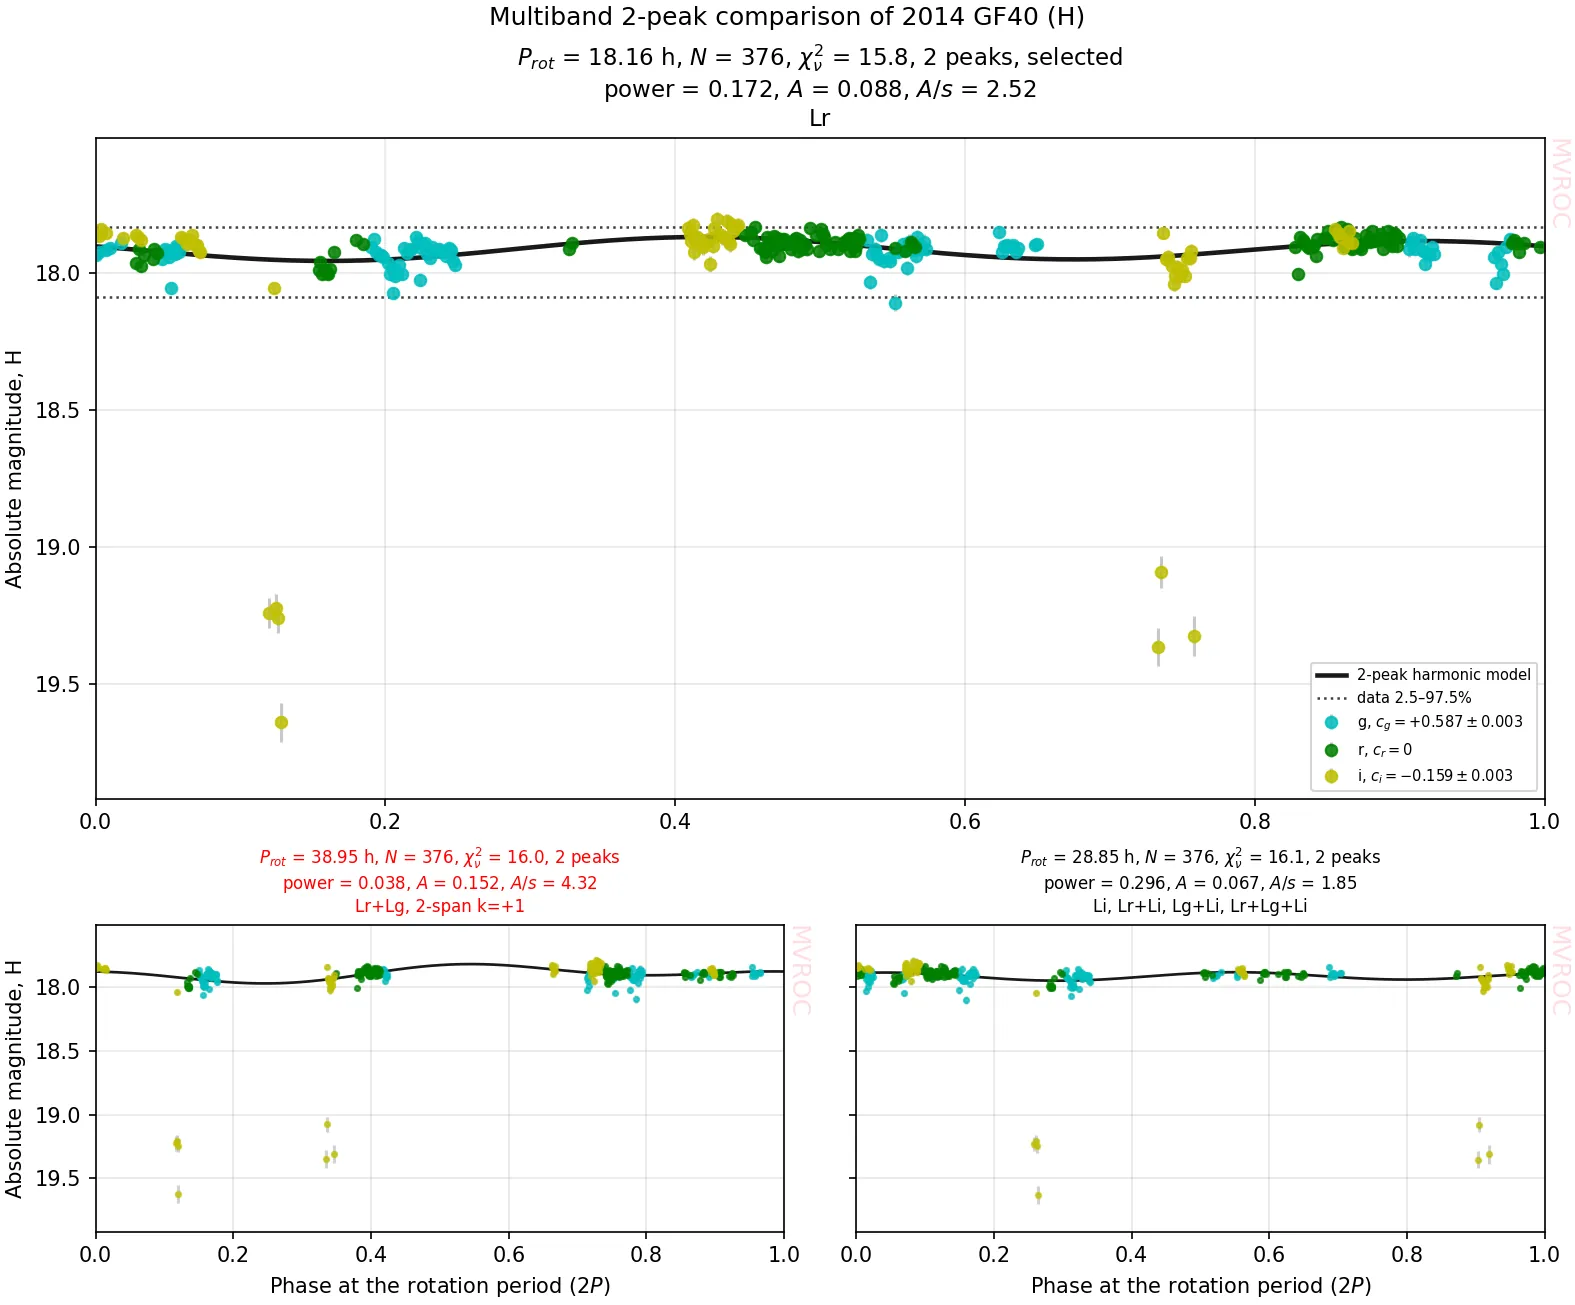 Multiband 2-peak comparison of 2014 GF40 (H)
P_rot = 18.16 h, N = 376, χ²_ν = 15.8, 2 peaks, selected
power = 0.172, A = 0.088, A/s = 2.52
Lr
MVROC
Absolute magnitude, H
18.0
18.5
19.0
19.5
2-peak harmonic model
data 2.5–97.5%
g, c_g = +0.587 ± 0.003
r, c_r = 0
i, c_i = −0.159 ± 0.003
0.0 0.2 0.4 0.6 0.8 1.0
P_rot = 38.95 h, N = 376, χ²_ν = 16.0, 2 peaks
power = 0.038, A = 0.152, A/s = 4.32
Lr+Lg, 2-span k=+1
MVROC
Absolute magnitude, H
18.0
18.5
19.0
19.5
0.0 0.2 0.4 0.6 0.8 1.0
Phase at the rotation period (2P)
P_rot = 28.85 h, N = 376, χ²_ν = 16.1, 2 peaks
power = 0.296, A = 0.067, A/s = 1.85
Li, Lr+Li, Lg+Li, Lr+Lg+Li
MVROC
0.0 0.2 0.4 0.6 0.8 1.0
Phase at the rotation period (2P)